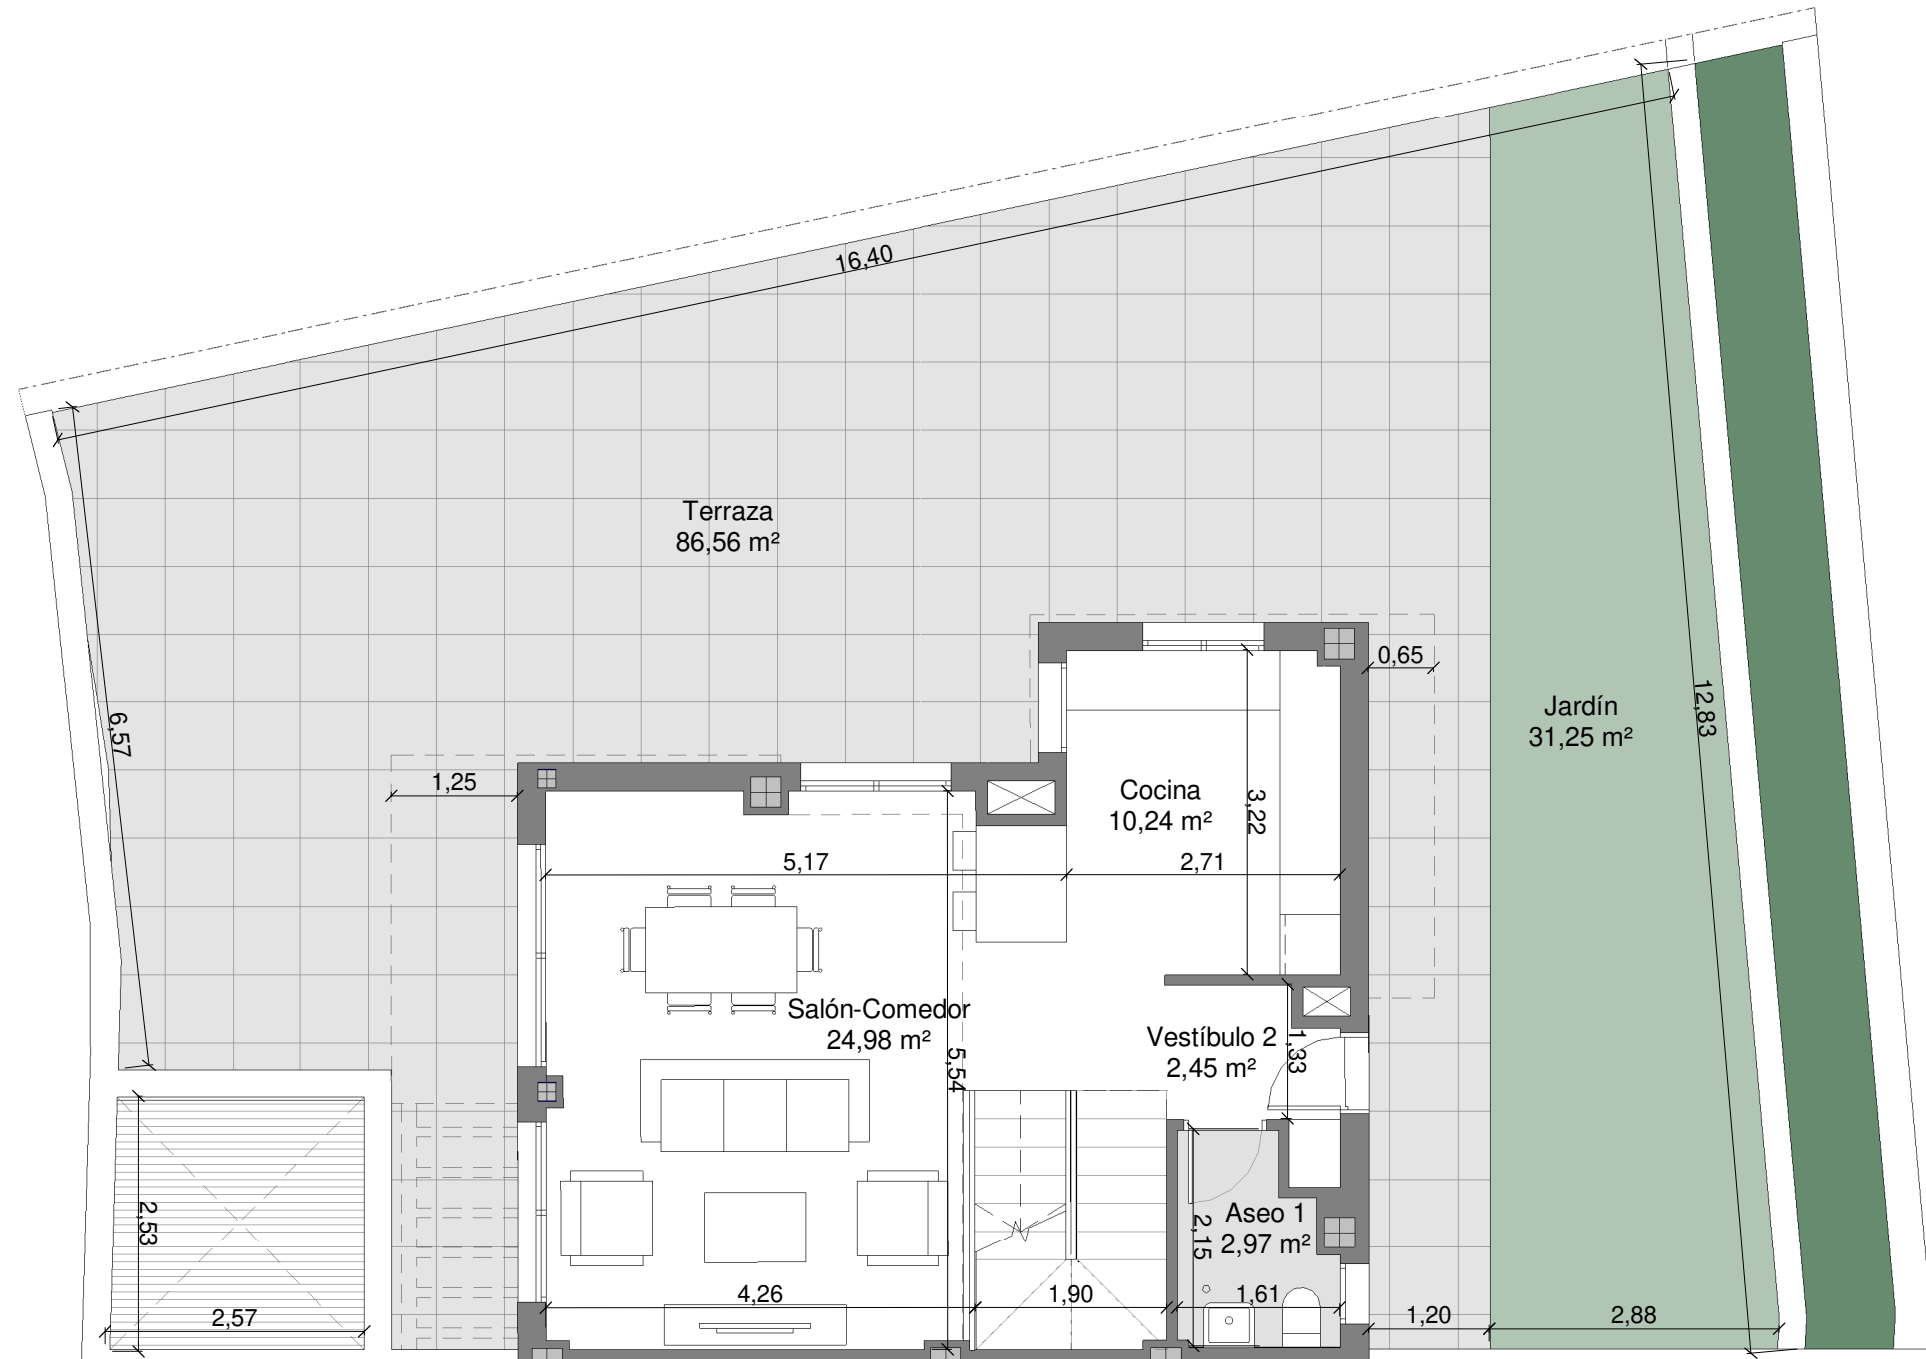 16,40
Terraza
86,56 m²
6,57
1,25
0,65
Jardín
31,25 m²
12,83
Cocina
10,24 m²
3,22
5,17
2,71
Salón-Comedor
24,98 m²
5,54
Vestíbulo 2
2,45 m²
1,33
Aseo 1
2,97 m²
2,15
2,53
2,57
4,26
1,90
1,61
1,20
2,88